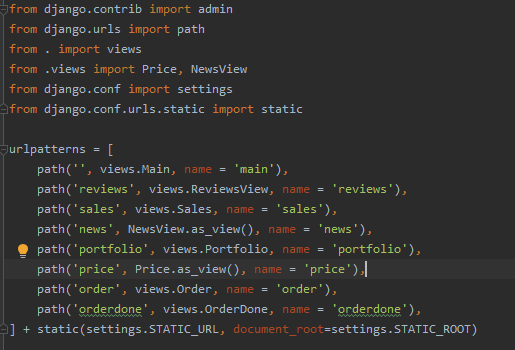 from django.contrib import admin
from django.urls import path
from . import views
from .views import Price, NewsView
from django.conf import settings
from django.conf.urls.static import static
urlpatterns = [
path('', views.Main, name = 'main'),
path('reviews', views.ReviewsView, name = 'reviews'),
path('sales', views.Sales, name = 'sales'),
path('news', NewsView.as_view(), name = 'news'),
path('portfolio', views.Portfolio, name = 'portfolio'),
path('price', Price.as_view(), name = 'price'),
path('order', views.Order, name = 'order'),
path('orderdone', views.OrderDone, name = 'orderdone'),
] + static(settings.STATIC_URL, document_root=settings.STATIC_ROOT)